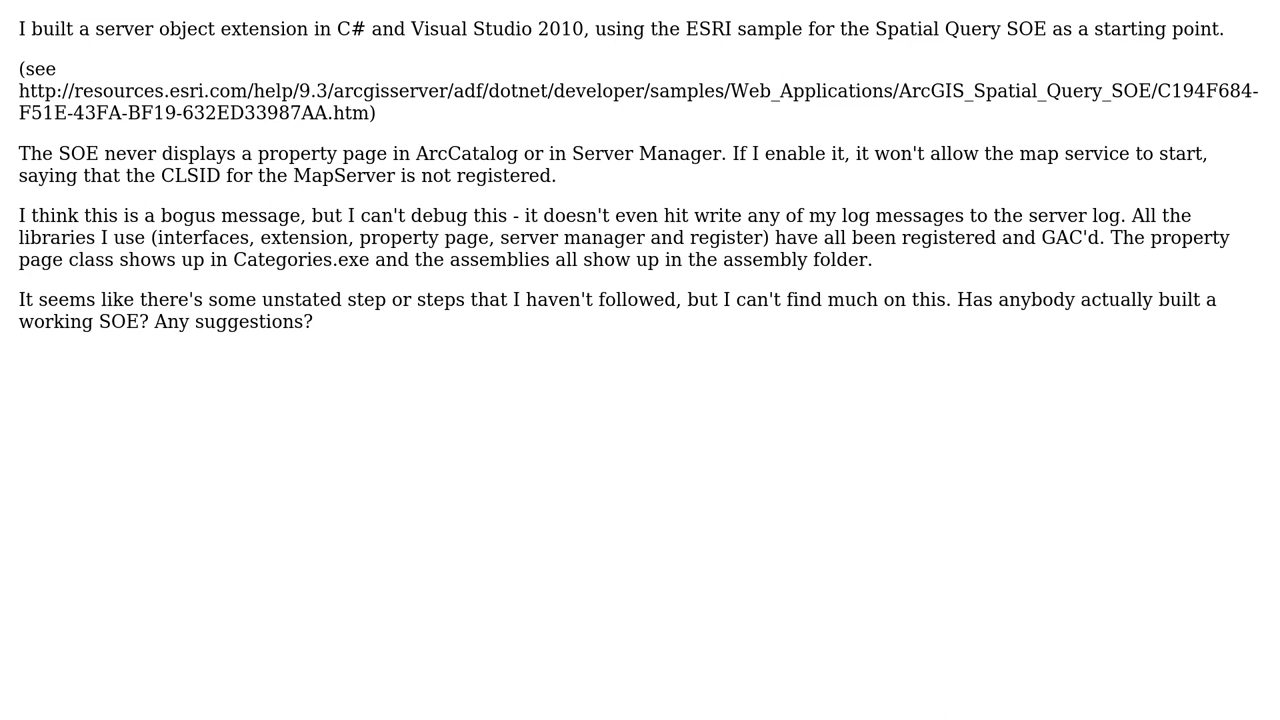 I built a server object extension in C# and Visual Studio 2010, using the ESRI sample for the Spatial Query SOE as a starting point.
(see
http://resources.esri.com/help/9.3/arcgisserver/adf/dotnet/developer/samples/Web_Applications/ArcGIS_Spatial_Query_SOE/C194F684-
F51E-43FA-BF19-632ED33987AA.htm)
The SOE never displays a property page in ArcCatalog or in Server Manager. If I enable it, it won't allow the map service to start,
saying that the CLSID for the MapServer is not registered.
I think this is a bogus message, but I can't debug this - it doesn't even hit write any of my log messages to the server log. All the
libraries I use (interfaces, extension, property page, server manager and register) have all been registered and GAC'd. The property
page class shows up in Categories.exe and the assemblies all show up in the assembly folder.
It seems like there's some unstated step or steps that I haven't followed, but I can't find much on this. Has anybody actually built a
working SOE? Any suggestions?